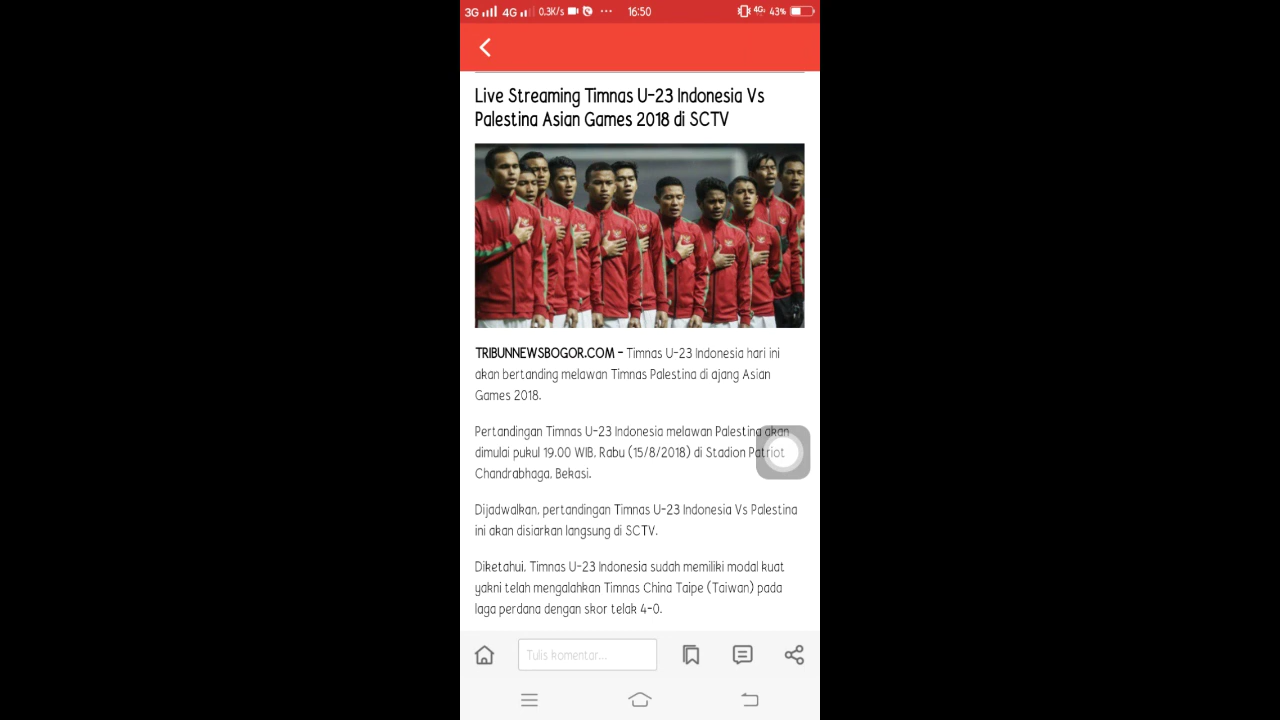 3G 4G 0.3K/s ... 16:50 4G 43%
Live Streaming Timnas U-23 Indonesia Vs
Palestina Asian Games 2018 di SCTV
TRIBUNNEWSBOGOR.COM - Timnas U-23 Indonesia hari ini
akan bertanding melawan Timnas Palestina di ajang Asian
Games 2018.
Pertandingan Timnas U-23 Indonesia melawan Palestina akan
dimulai pukul 19.00 WIB, Rabu (15/8/2018) di Stadion Patriot
Chandrabhaga, Bekasi.
Dijadwalkan, pertandingan Timnas U-23 Indonesia Vs Palestina
ini akan disiarkan langsung di SCTV.
Diketahui, Timnas U-23 Indonesia sudah memiliki modal kuat
yakni telah mengalahkan Timnas China Taipe (Taiwan) pada
laga perdana dengan skor telak 4-0.
Tulis komentar...